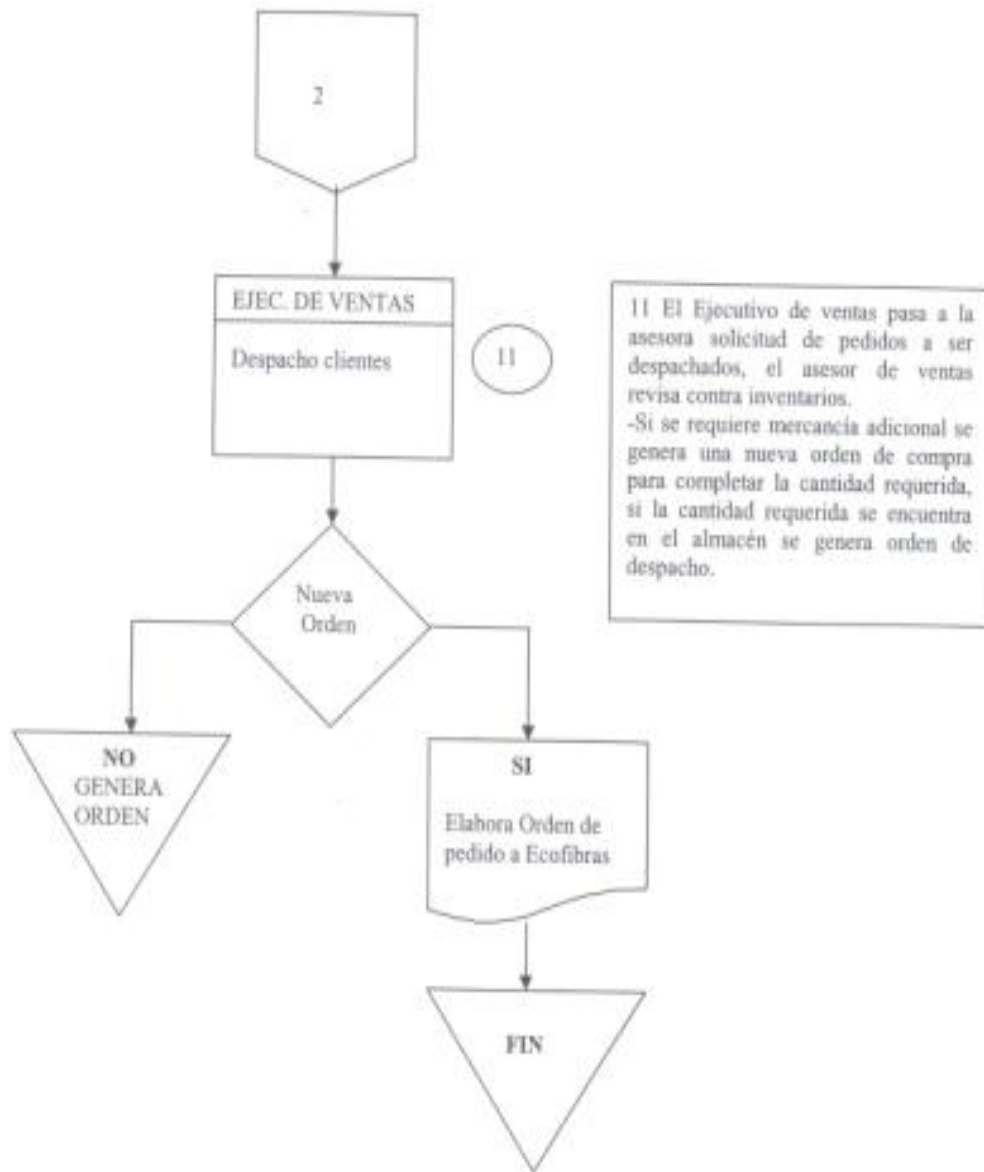 2
EJEC. DE VENTAS
Despacho clientes
11
11 El Ejecutivo de ventas pasa a la
asesora solicitud de pedidos a ser
despachados, el asesor de ventas
revisa contra inventarios.
-Si se requiere mercancía adicional se
genera una nueva orden de compra
para completar la cantidad requerida,
si la cantidad requerida se encuentra
en el almacén se genera orden de
despacho.
Nueva
Orden
NO
GENERA
ORDEN
SI
Elabora Orden de
pedido a Ecofibras
FIN